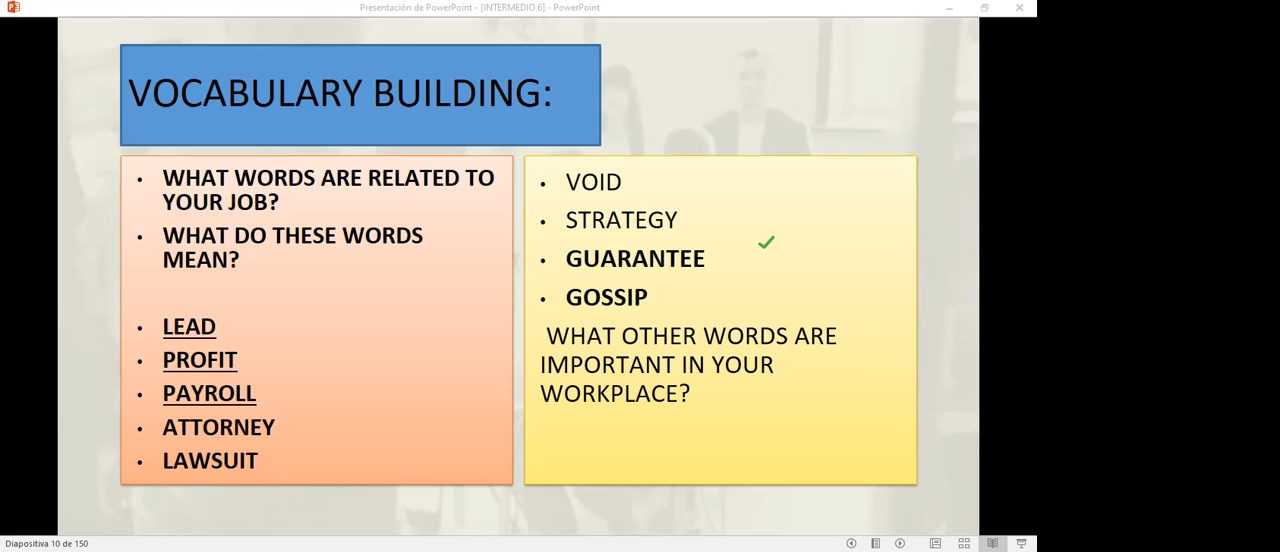 Presentación de PowerPoint - [INTERMEDIO 6] - PowerPoint
VOCABULARY BUILDING:
• WHAT WORDS ARE RELATED TO
YOUR JOB?
• WHAT DO THESE WORDS
MEAN?
• LEAD
• PROFIT
• PAYROLL
• ATTORNEY
• LAWSUIT
• VOID
• STRATEGY
• GUARANTEE
• GOSSIP
WHAT OTHER WORDS ARE
IMPORTANT IN YOUR
WORKPLACE?
Diapositiva 10 de 150